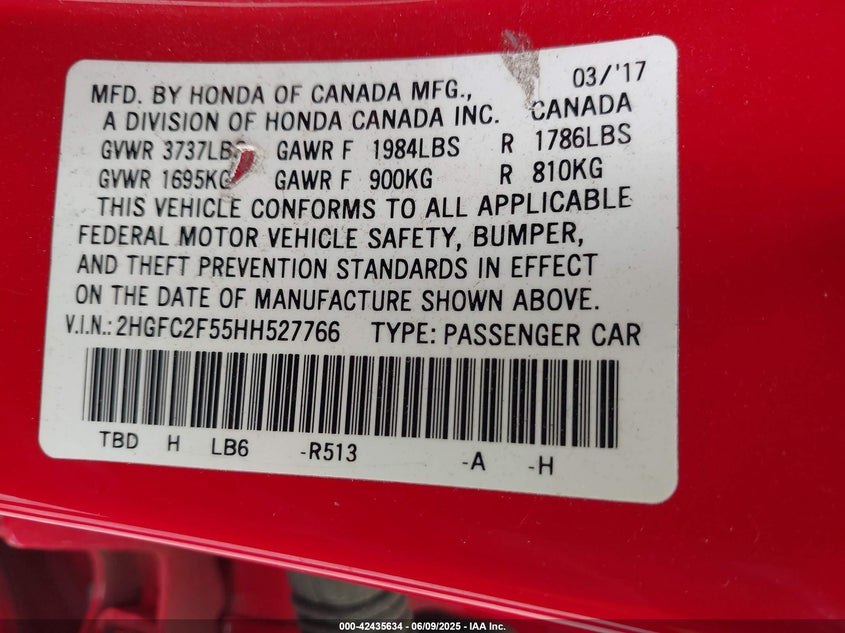 03/'17
MFD. BY HONDA OF CANADA MFG.,
A DIVISION OF HONDA CANADA INC. CANADA
GVWR 3737LBS GAWR F 1984LBS R 1786LBS
GVWR 1695KG GAWR F 900KG R 810KG
THIS VEHICLE CONFORMS TO ALL APPLICABLE
FEDERAL MOTOR VEHICLE SAFETY, BUMPER,
AND THEFT PREVENTION STANDARDS IN EFFECT
ON THE DATE OF MANUFACTURE SHOWN ABOVE.
V.I.N.: 2HGFC2F55HH527766 TYPE: PASSENGER CAR
TBD H LB6 -R513 -A -H
000-42435634 - 06/09/2025 - IAA Inc.